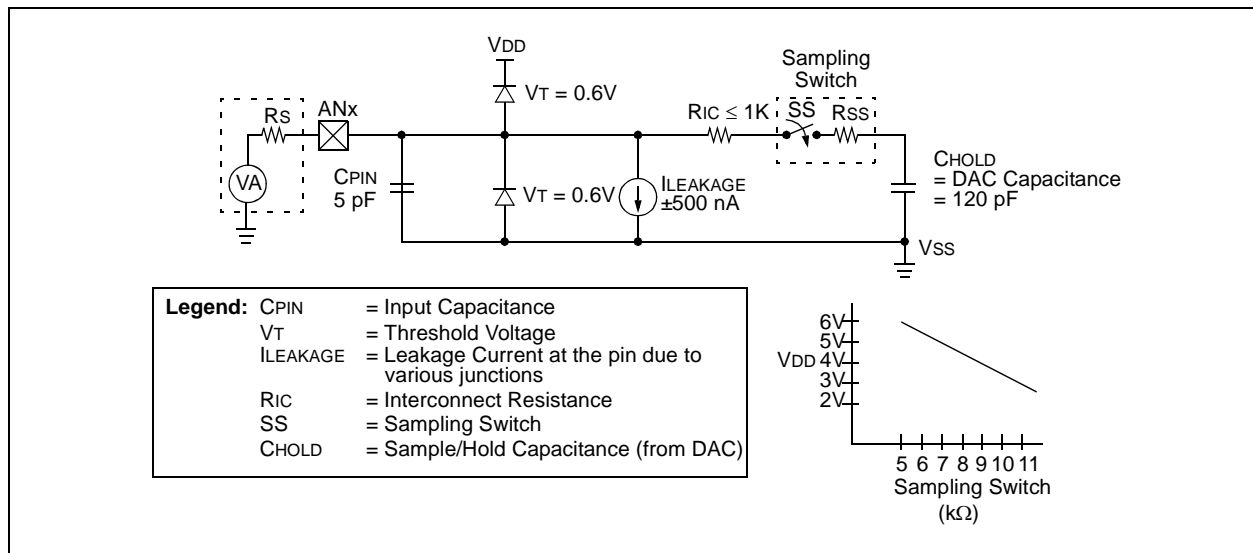 VDD
Sampling
Switch
VT = 0.6V
RS
ANx
RIC ≤ 1K
SS
RSS
VA
CPIN
5 pF
VT = 0.6V
ILEAKAGE
±500 nA
CHOLD
= DAC Capacitance
= 120 pF
VSS
Legend: CPIN = Input Capacitance
VT = Threshold Voltage
ILEAKAGE = Leakage Current at the pin due to
various junctions
RIC = Interconnect Resistance
SS = Sampling Switch
CHOLD = Sample/Hold Capacitance (from DAC)
6V
5V
VDD 4V
3V
2V
5 6 7 8 9 10 11
Sampling Switch
(kΩ)